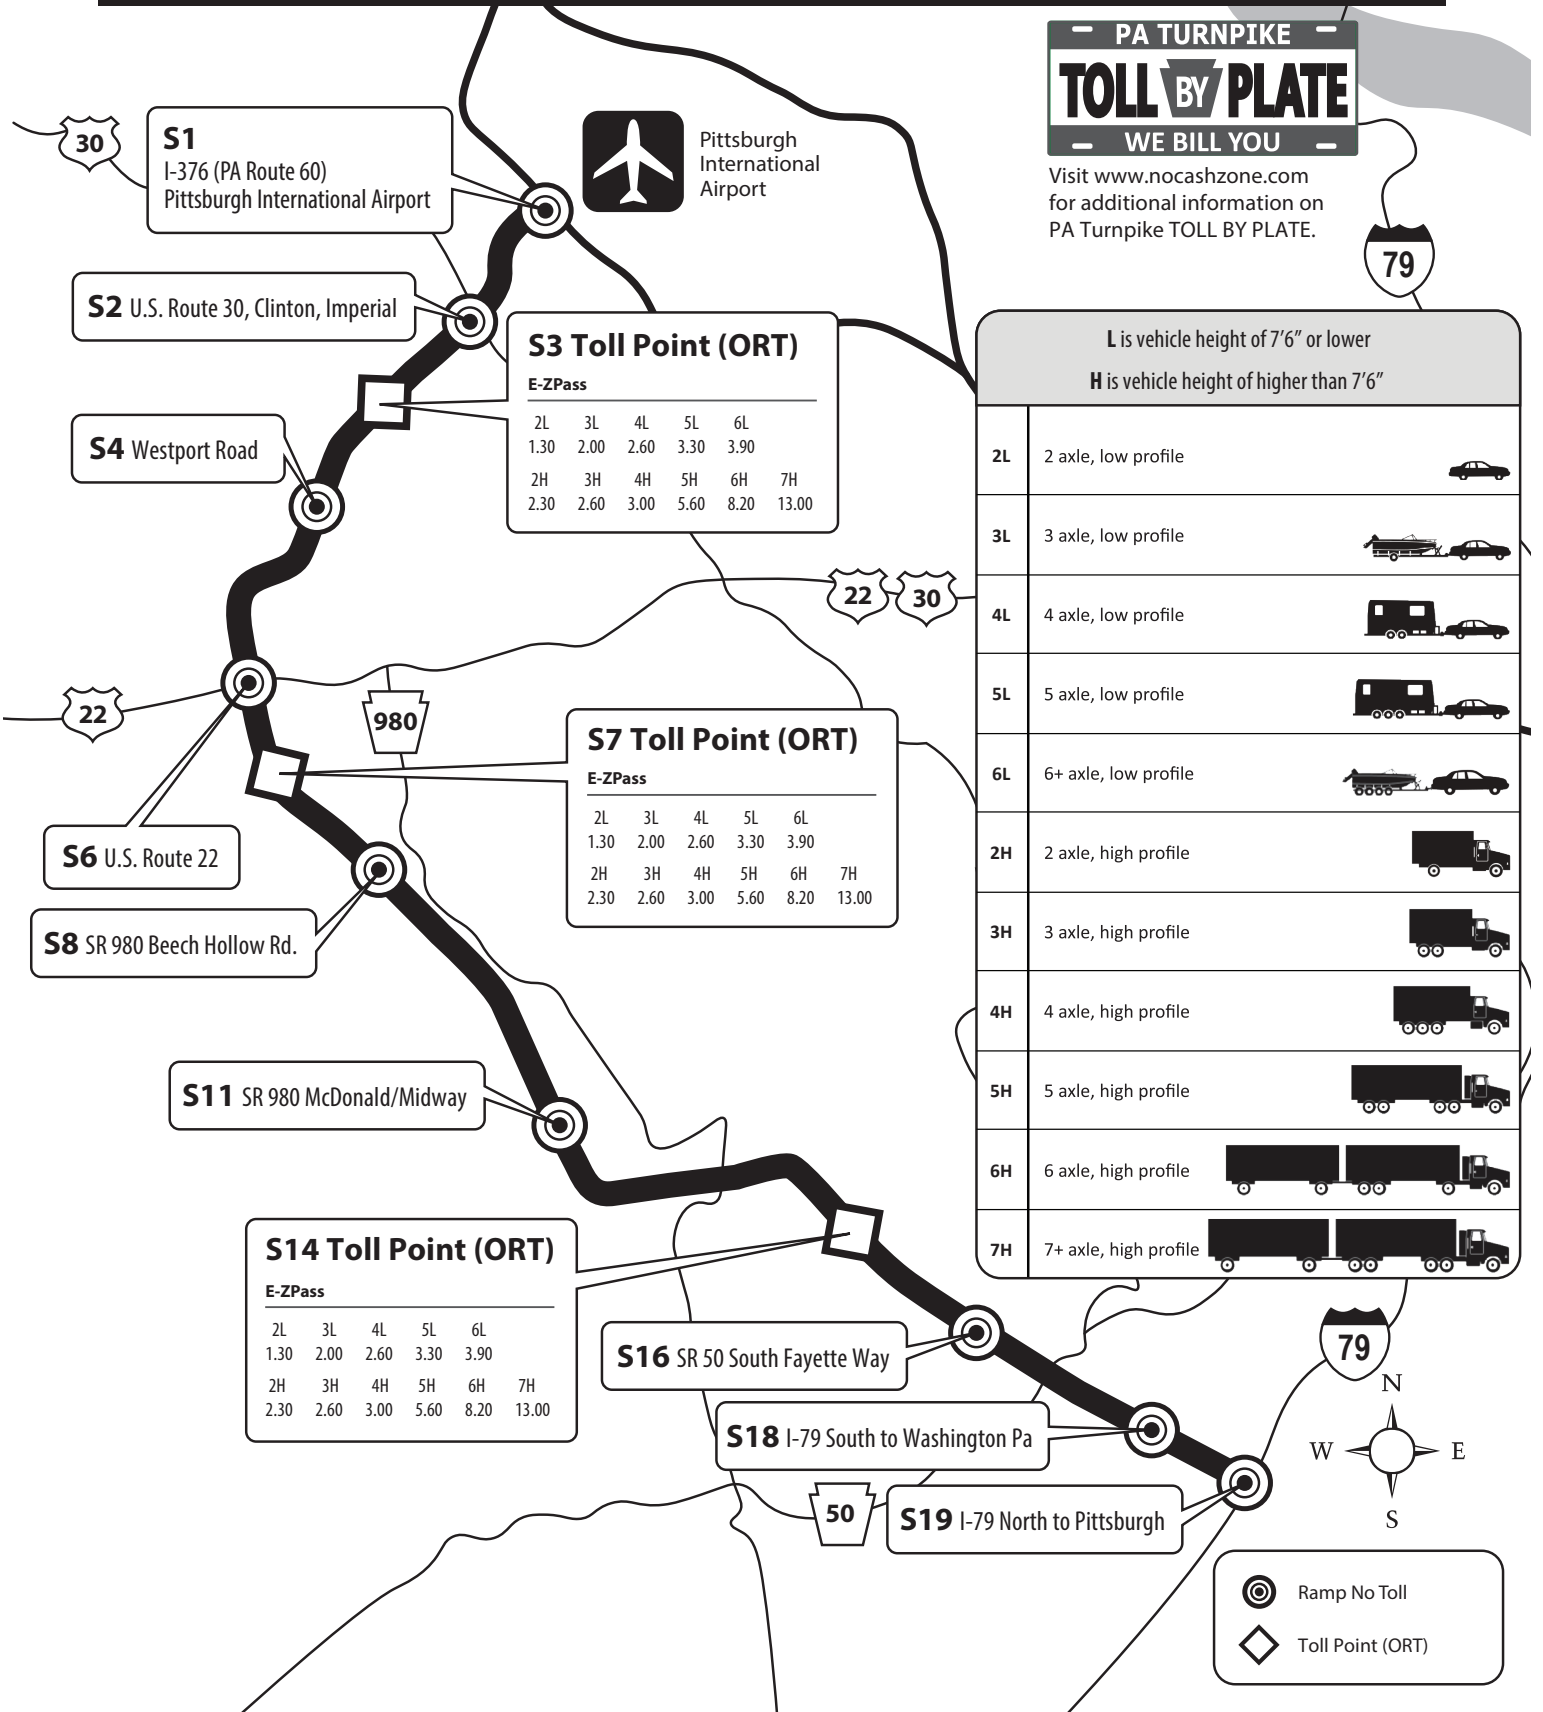 PA TURNPIKE
TOLL BY PLATE
WE BILL YOU
Visit www.nocashzone.com
for additional information on
PA Turnpike TOLL BY PLATE.
30
S1
I-376 (PA Route 60)
Pittsburgh International Airport
Pittsburgh
International
Airport
79
S2 U.S. Route 30, Clinton, Imperial
S3 Toll Point (ORT)
E-ZPass
2L 3L 4L 5L 6L
1.30 2.00 2.60 3.30 3.90
2H 3H 4H 5H 6H 7H
2.30 2.60 3.00 5.60 8.20 13.00
S4 Westport Road
22 30
22
980
S7 Toll Point (ORT)
E-ZPass
2L 3L 4L 5L 6L
1.30 2.00 2.60 3.30 3.90
2H 3H 4H 5H 6H 7H
2.30 2.60 3.00 5.60 8.20 13.00
S6 U.S. Route 22
S8 SR 980 Beech Hollow Rd.
S11 SR 980 McDonald/Midway
S14 Toll Point (ORT)
E-ZPass
2L 3L 4L 5L 6L
1.30 2.00 2.60 3.30 3.90
2H 3H 4H 5H 6H 7H
2.30 2.60 3.00 5.60 8.20 13.00
S16 SR 50 South Fayette Way
S18 I-79 South to Washington Pa
50
S19 I-79 North to Pittsburgh
L is vehicle height of 7’6” or lower
H is vehicle height of higher than 7’6”
2L 2 axle, low profile
3L 3 axle, low profile
4L 4 axle, low profile
5L 5 axle, low profile
6L 6+ axle, low profile
2H 2 axle, high profile
3H 3 axle, high profile
4H 4 axle, high profile
5H 5 axle, high profile
6H 6 axle, high profile
7H 7+ axle, high profile
79
N
W E
S
Ramp No Toll
Toll Point (ORT)